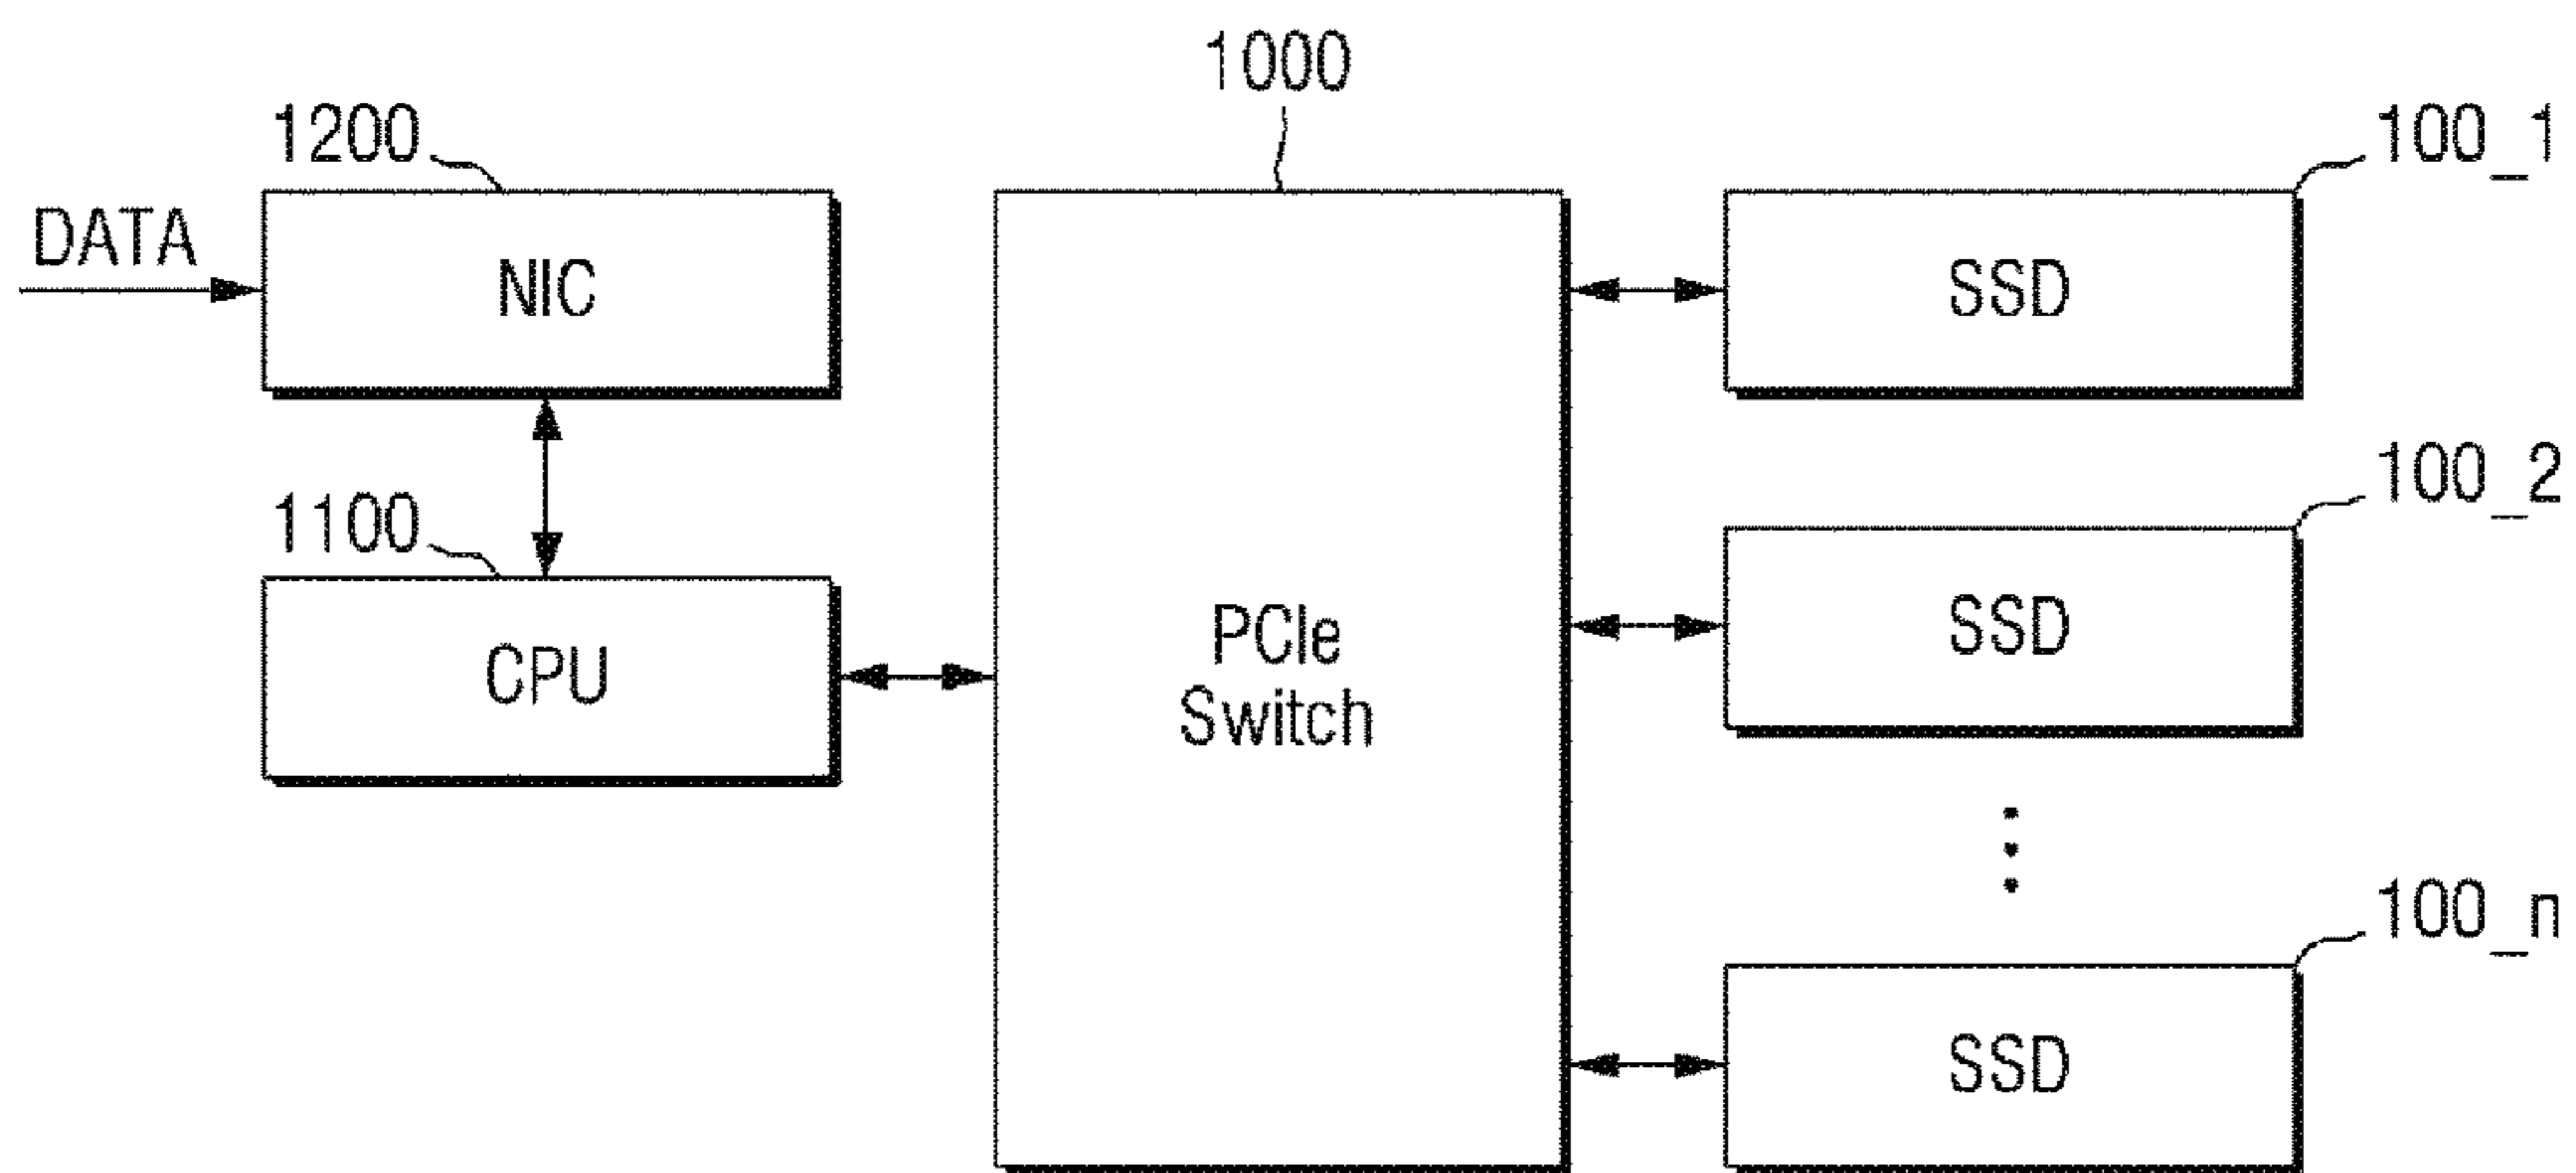 1000
1200
100_1
DATA
NIC
SSD
100_2
1100
SSD
CPU
PCIe
Switch
100_n
SSD